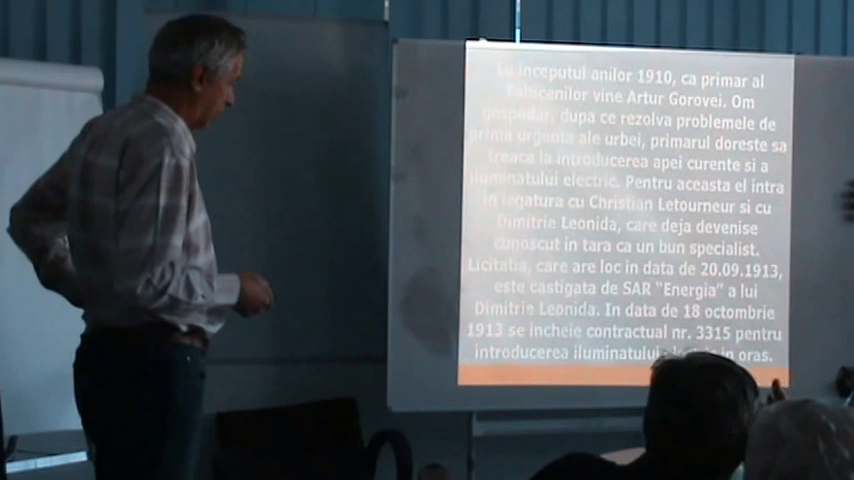 La inceputul anilor 1910, ca primar al
Falticenilor vine Artur Gorovei. Om
gospodar, dupa ce rezolva problemele de
prima urgenta ale urbei, primarul doreste sa
treaca la introducerea apei curente si a
iluminatului electric. Pentru aceasta el intra
in legatura cu Christian Letourneur si cu
Dimitrie Leonida, care deja devenise
cunoscut in tara ca un bun specialist.
Licitatia, care are loc in data de 20.09.1913,
este castigata de SAR "Energia" a lui
Dimitrie Leonida. In data de 18 octombrie
1913 se incheie contractual nr. 3315 pentru
introducerea iluminatului in oras.